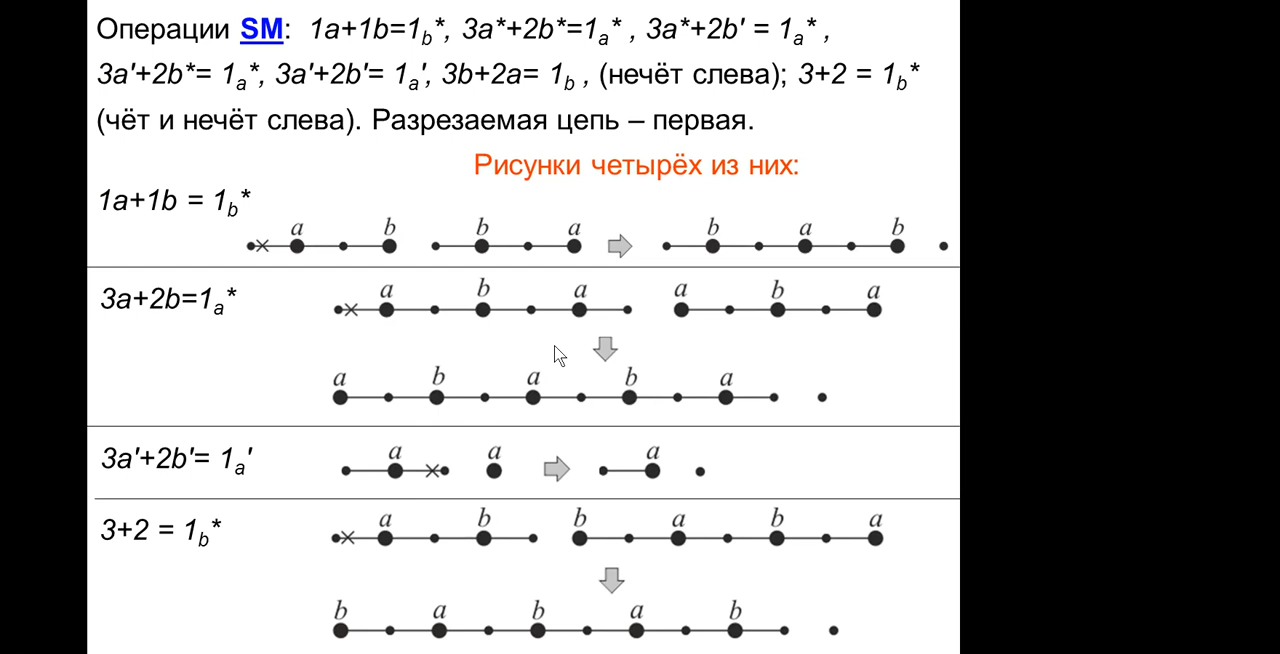 Операции SM: 1a+1b=1b*, 3a*+2b*=1a* , 3a*+2b' = 1a* ,
3a'+2b*= 1a*, 3a'+2b'= 1a', 3b+2a= 1b , (нечёт слева); 3+2 = 1b*
(чёт и нечёт слева). Разрезаемая цепь – первая.
Рисунки четырёх из них:
1a+1b = 1b*
a b b a b a b
3a+2b=1a*
a b a a b a
a b a b a
3a'+2b'= 1a'
a a a
3+2 = 1b*
a b b a b a
b a b a b